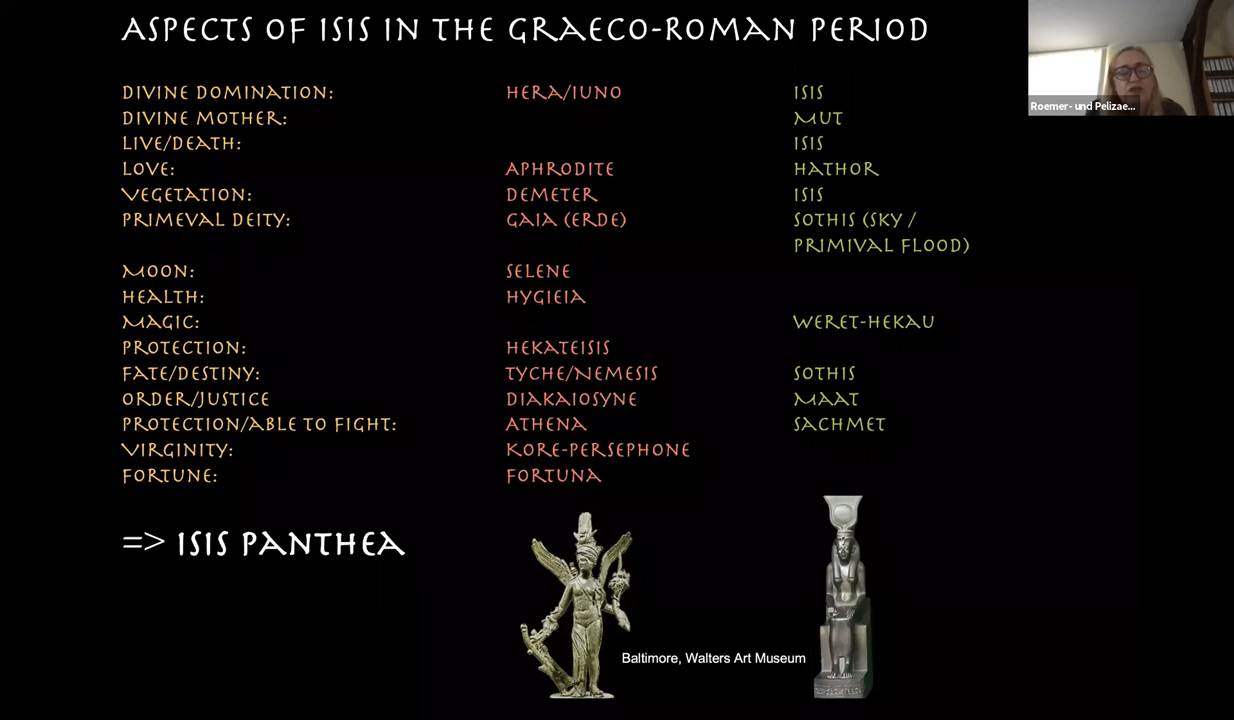 ASPECTS OF ISIS IN THE GRAECO-ROMAN PERIOD
Roemer- und Pelizae...
DIVINE DOMINATION: HERA/IUNO ISIS
DIVINE MOTHER: MUT
LIVE/DEATH: ISIS
LOVE: APHRODITE HATHOR
VEGETATION: DEMETER ISIS
PRIMEVAL DEITY: GAIA (ERDE) SOTHIS (SKY /
PRIMIVAL FLOOD)
MOON: SELENE
HEALTH: HYGIEIA
MAGIC: WERET-HEKAU
PROTECTION: HEKATEISIS
FATE/DESTINY: TYCHE/NEMESIS SOTHIS
ORDER/JUSTICE DIAKAIOSYNE MAAT
PROTECTION/ABLE TO FIGHT: ATHENA SACHMET
VIRGINITY: KORE-PERSEPHONE
FORTUNE: FORTUNA
=> ISIS PANTHEA
Baltimore, Walters Art Museum